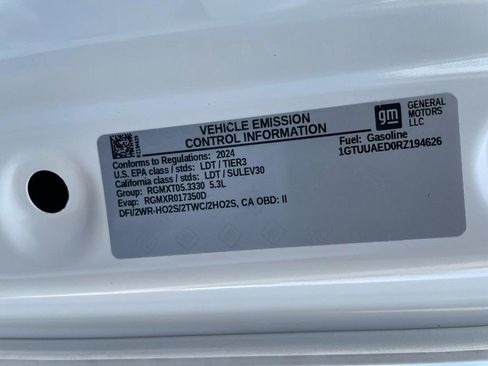 VEHICLE EMISSION
CONTROL INFORMATION
gm
GENERAL
MOTORS
LLC
Fuel: Gasoline
1GTUUAED0RZ194626
Conforms to Regulations: 2024
U.S. EPA class / stds: LDT / TIER3
California class / stds: LDT / SULEV30
Group: RGMXT05.3330 5.3L
Evap: RGMXR017350D
DFI/2WR-HO2S/2TWC/2HO2S, CA OBD: II